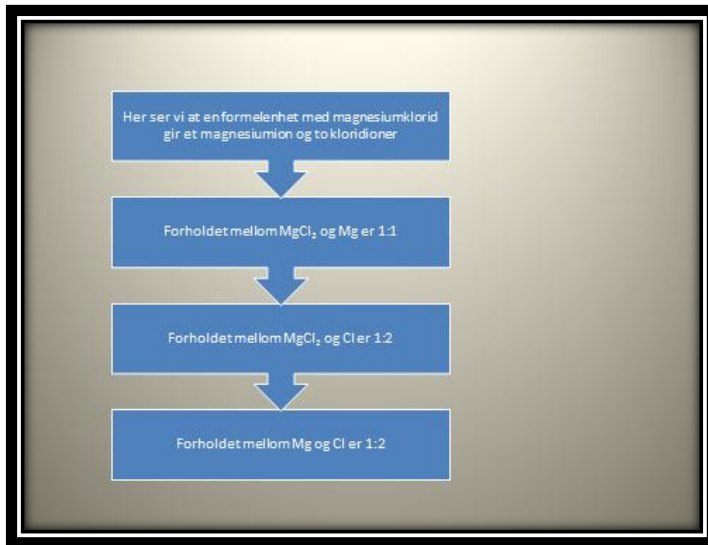 Her ser vi at en formelenhet med magnesiumklorid
gir et magnesiumion og to kloridioner
Forholdet mellom MgCl₂ og Mg er 1:1
Forholdet mellom MgCl₂ og Cl er 1:2
Forholdet mellom Mg og Cl er 1:2